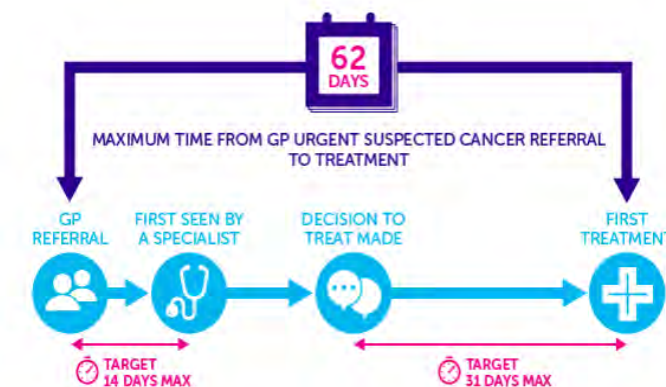 62
DAYS
MAXIMUM TIME FROM GP URGENT SUSPECTED CANCER REFERRAL
TO TREATMENT
GP
REFERRAL
FIRST SEEN BY
A SPECIALIST
DECISION TO
TREAT MADE
FIRST
TREATMENT
TARGET
14 DAYS MAX
TARGET
31 DAYS MAX